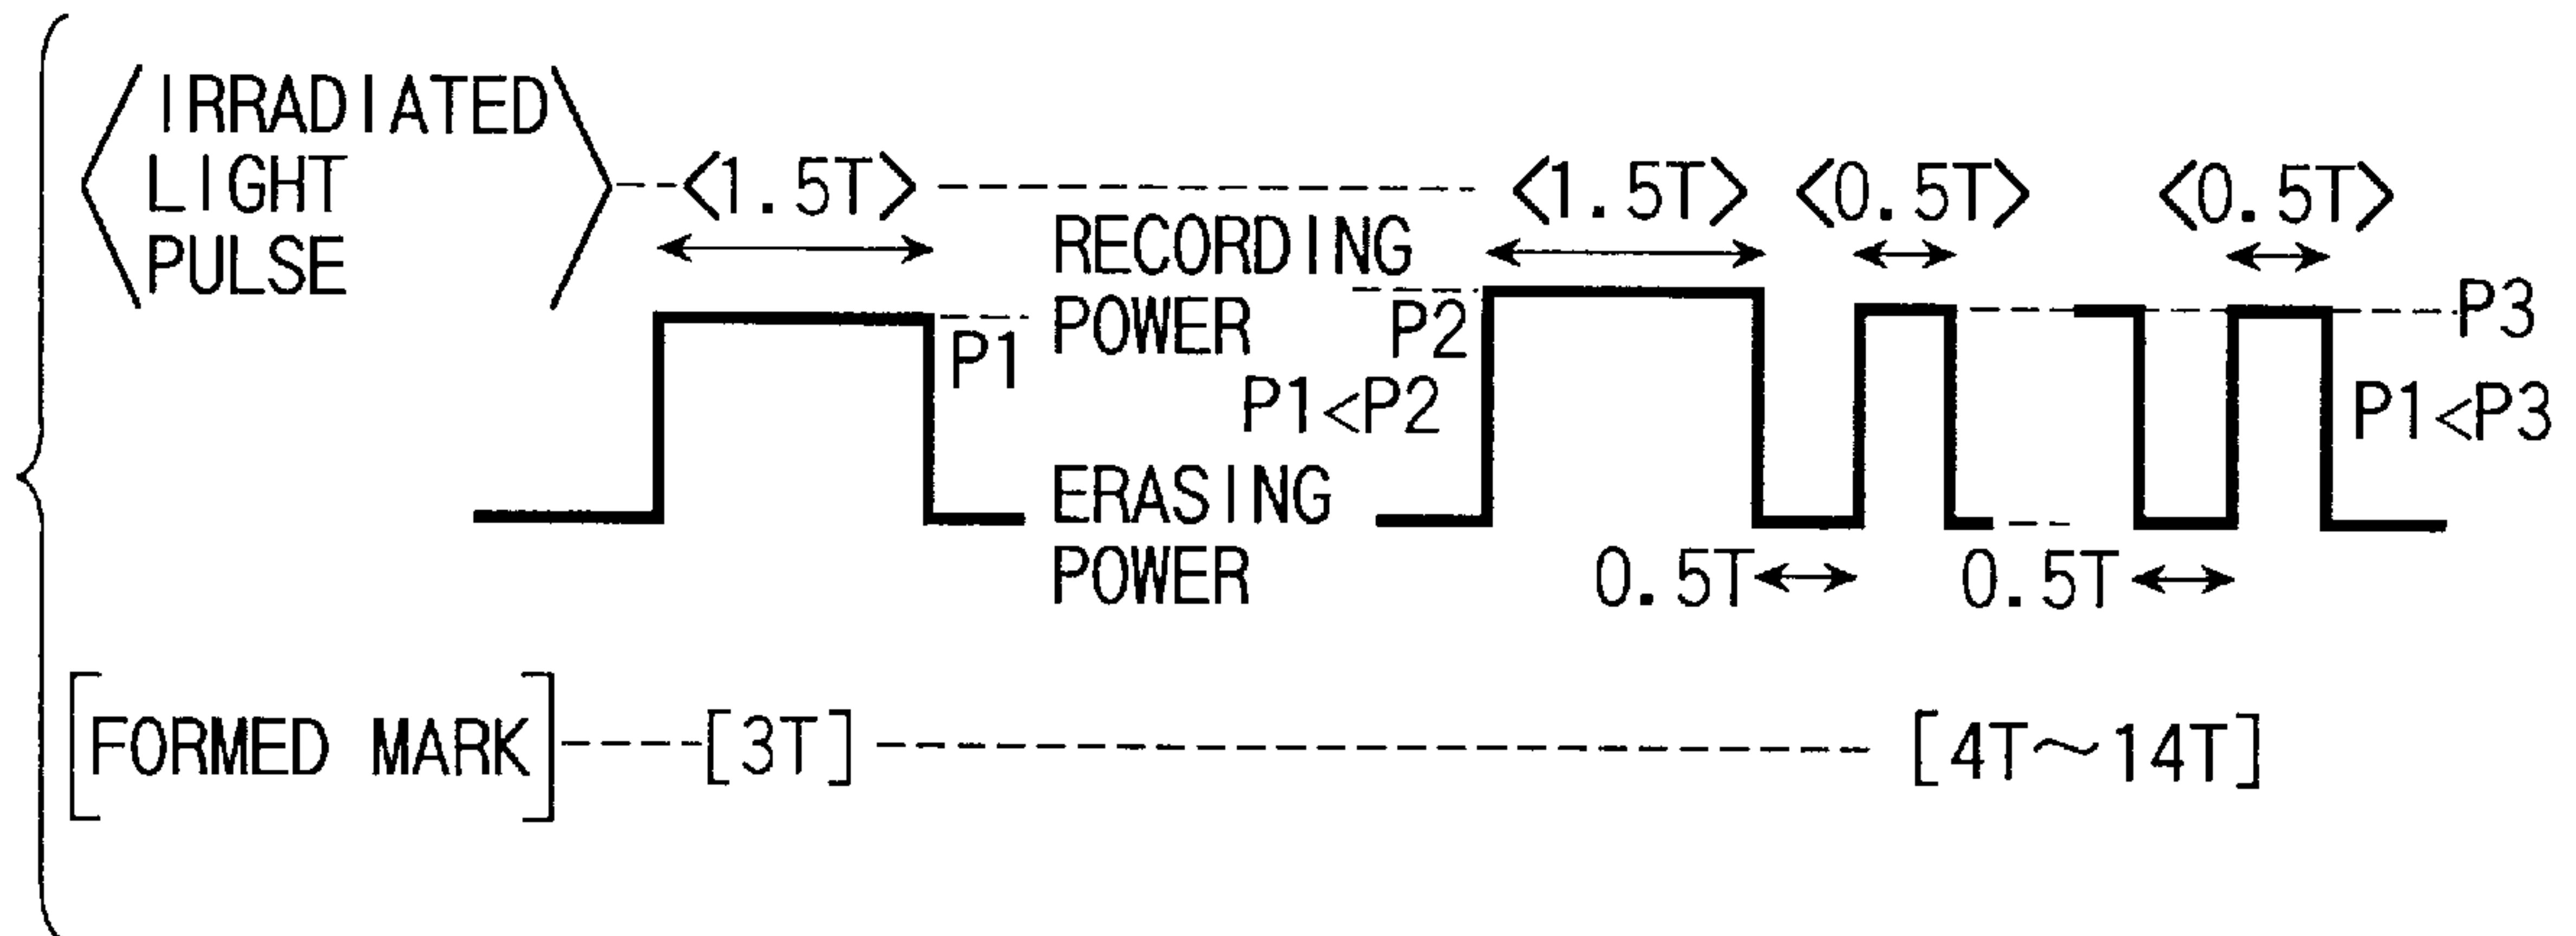 <IRRADIATED
LIGHT
PULSE>
<1.5T>
<1.5T>
<0.5T>
<0.5T>
RECORDING
POWER
P1
P2
P3
P1<P2
P1<P3
ERASING
POWER
0.5T
0.5T
[FORMED MARK]
[3T]
[4T~14T]